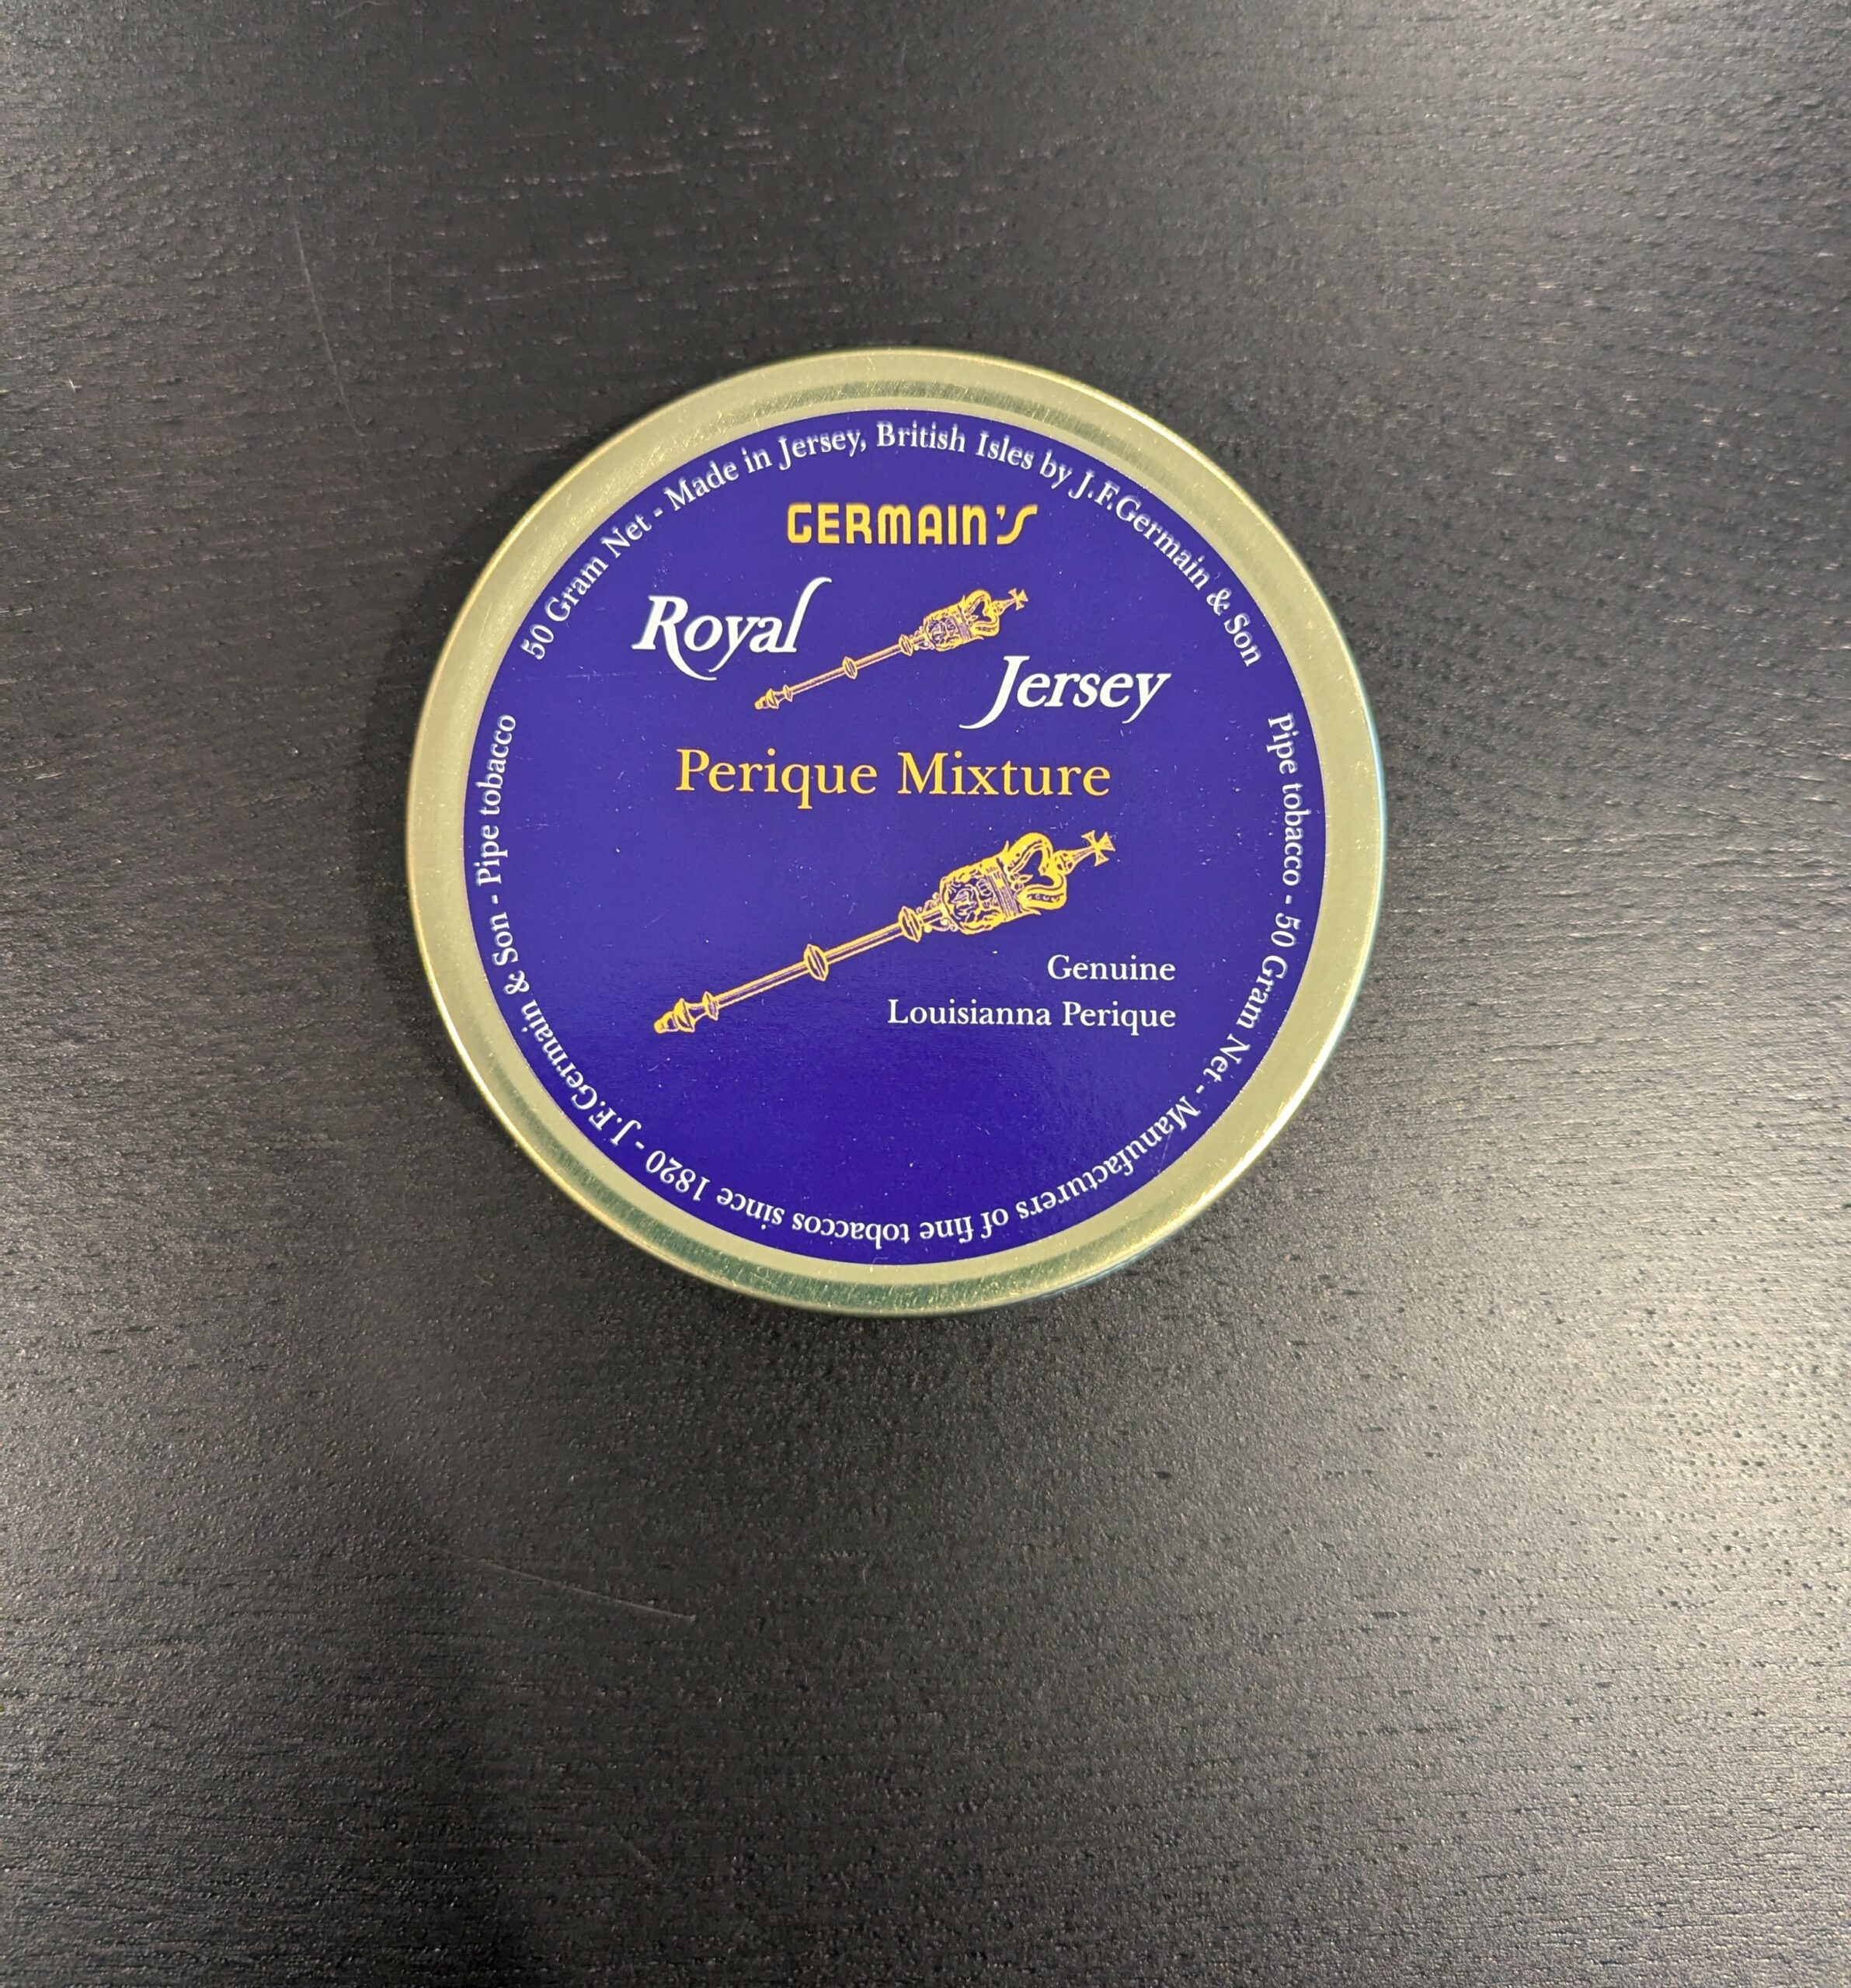 50 Gram Net - Made in Jersey, British Isles by J.F.Germain & Son
GERMAIN'S
Royal
Jersey
Perique Mixture
Genuine
Louisianna Perique
Pipe tobacco - 50 Gram Net - Manufacturers of fine tobaccos since 1820 - J.F.Germain & Son - Pipe tobacco